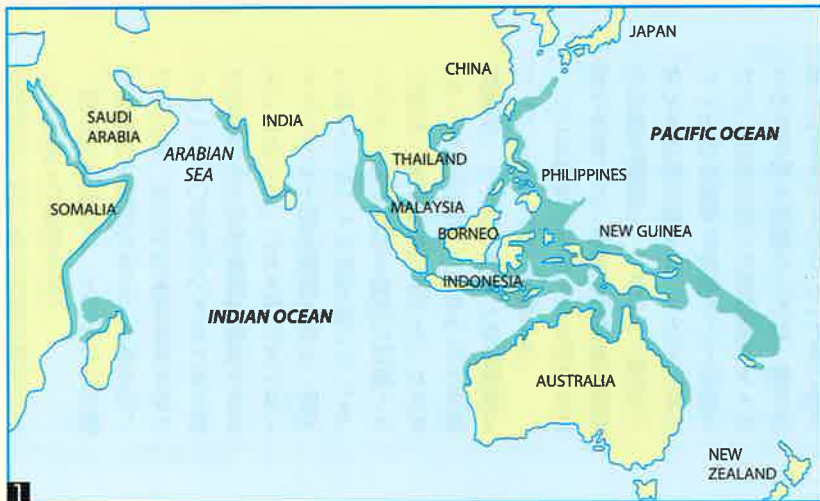 JAPAN
CHINA
SAUDI
ARABIA
INDIA
PACIFIC OCEAN
ARABIAN
SEA
THAILAND
PHILIPPINES
SOMALIA
MALAYSIA
BORNEO
NEW GUINEA
INDONESIA
INDIAN OCEAN
AUSTRALIA
NEW
ZEALAND
1